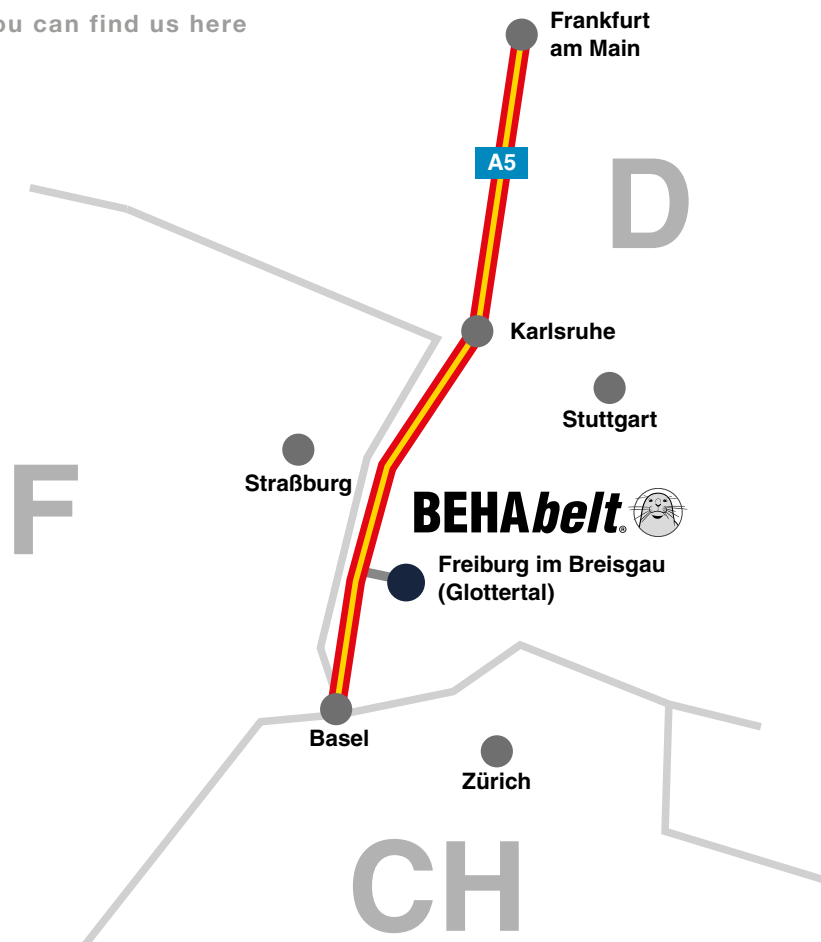 ou can find us here
Frankfurt
am Main
A5
D
Karlsruhe
Stuttgart
Straßburg
F
BEHAbelt®
Freiburg im Breisgau
(Glottertal)
Basel
Zürich
CH